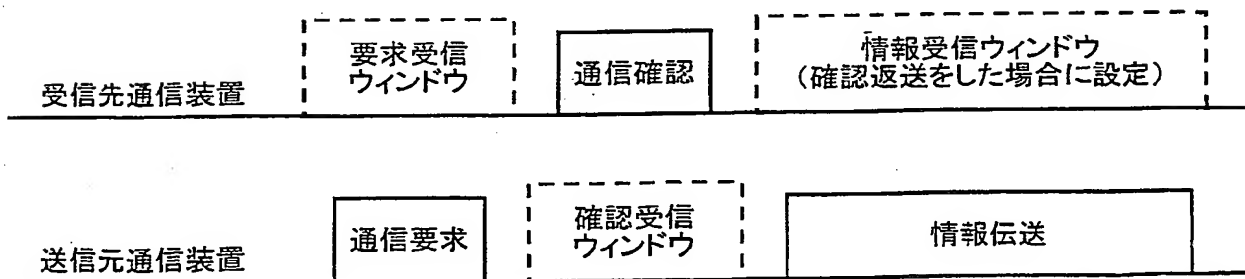 受信先通信装置
要求受信
ウィンドウ
通信確認
情報受信ウィンドウ
(確認返送をした場合に設定)
送信元通信装置
通信要求
確認受信
ウィンドウ
情報伝送